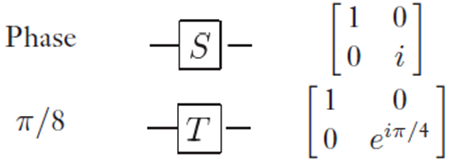 Phase S [1 0
0 i]
π/8 T [1 0
0 e^{iπ/4}]